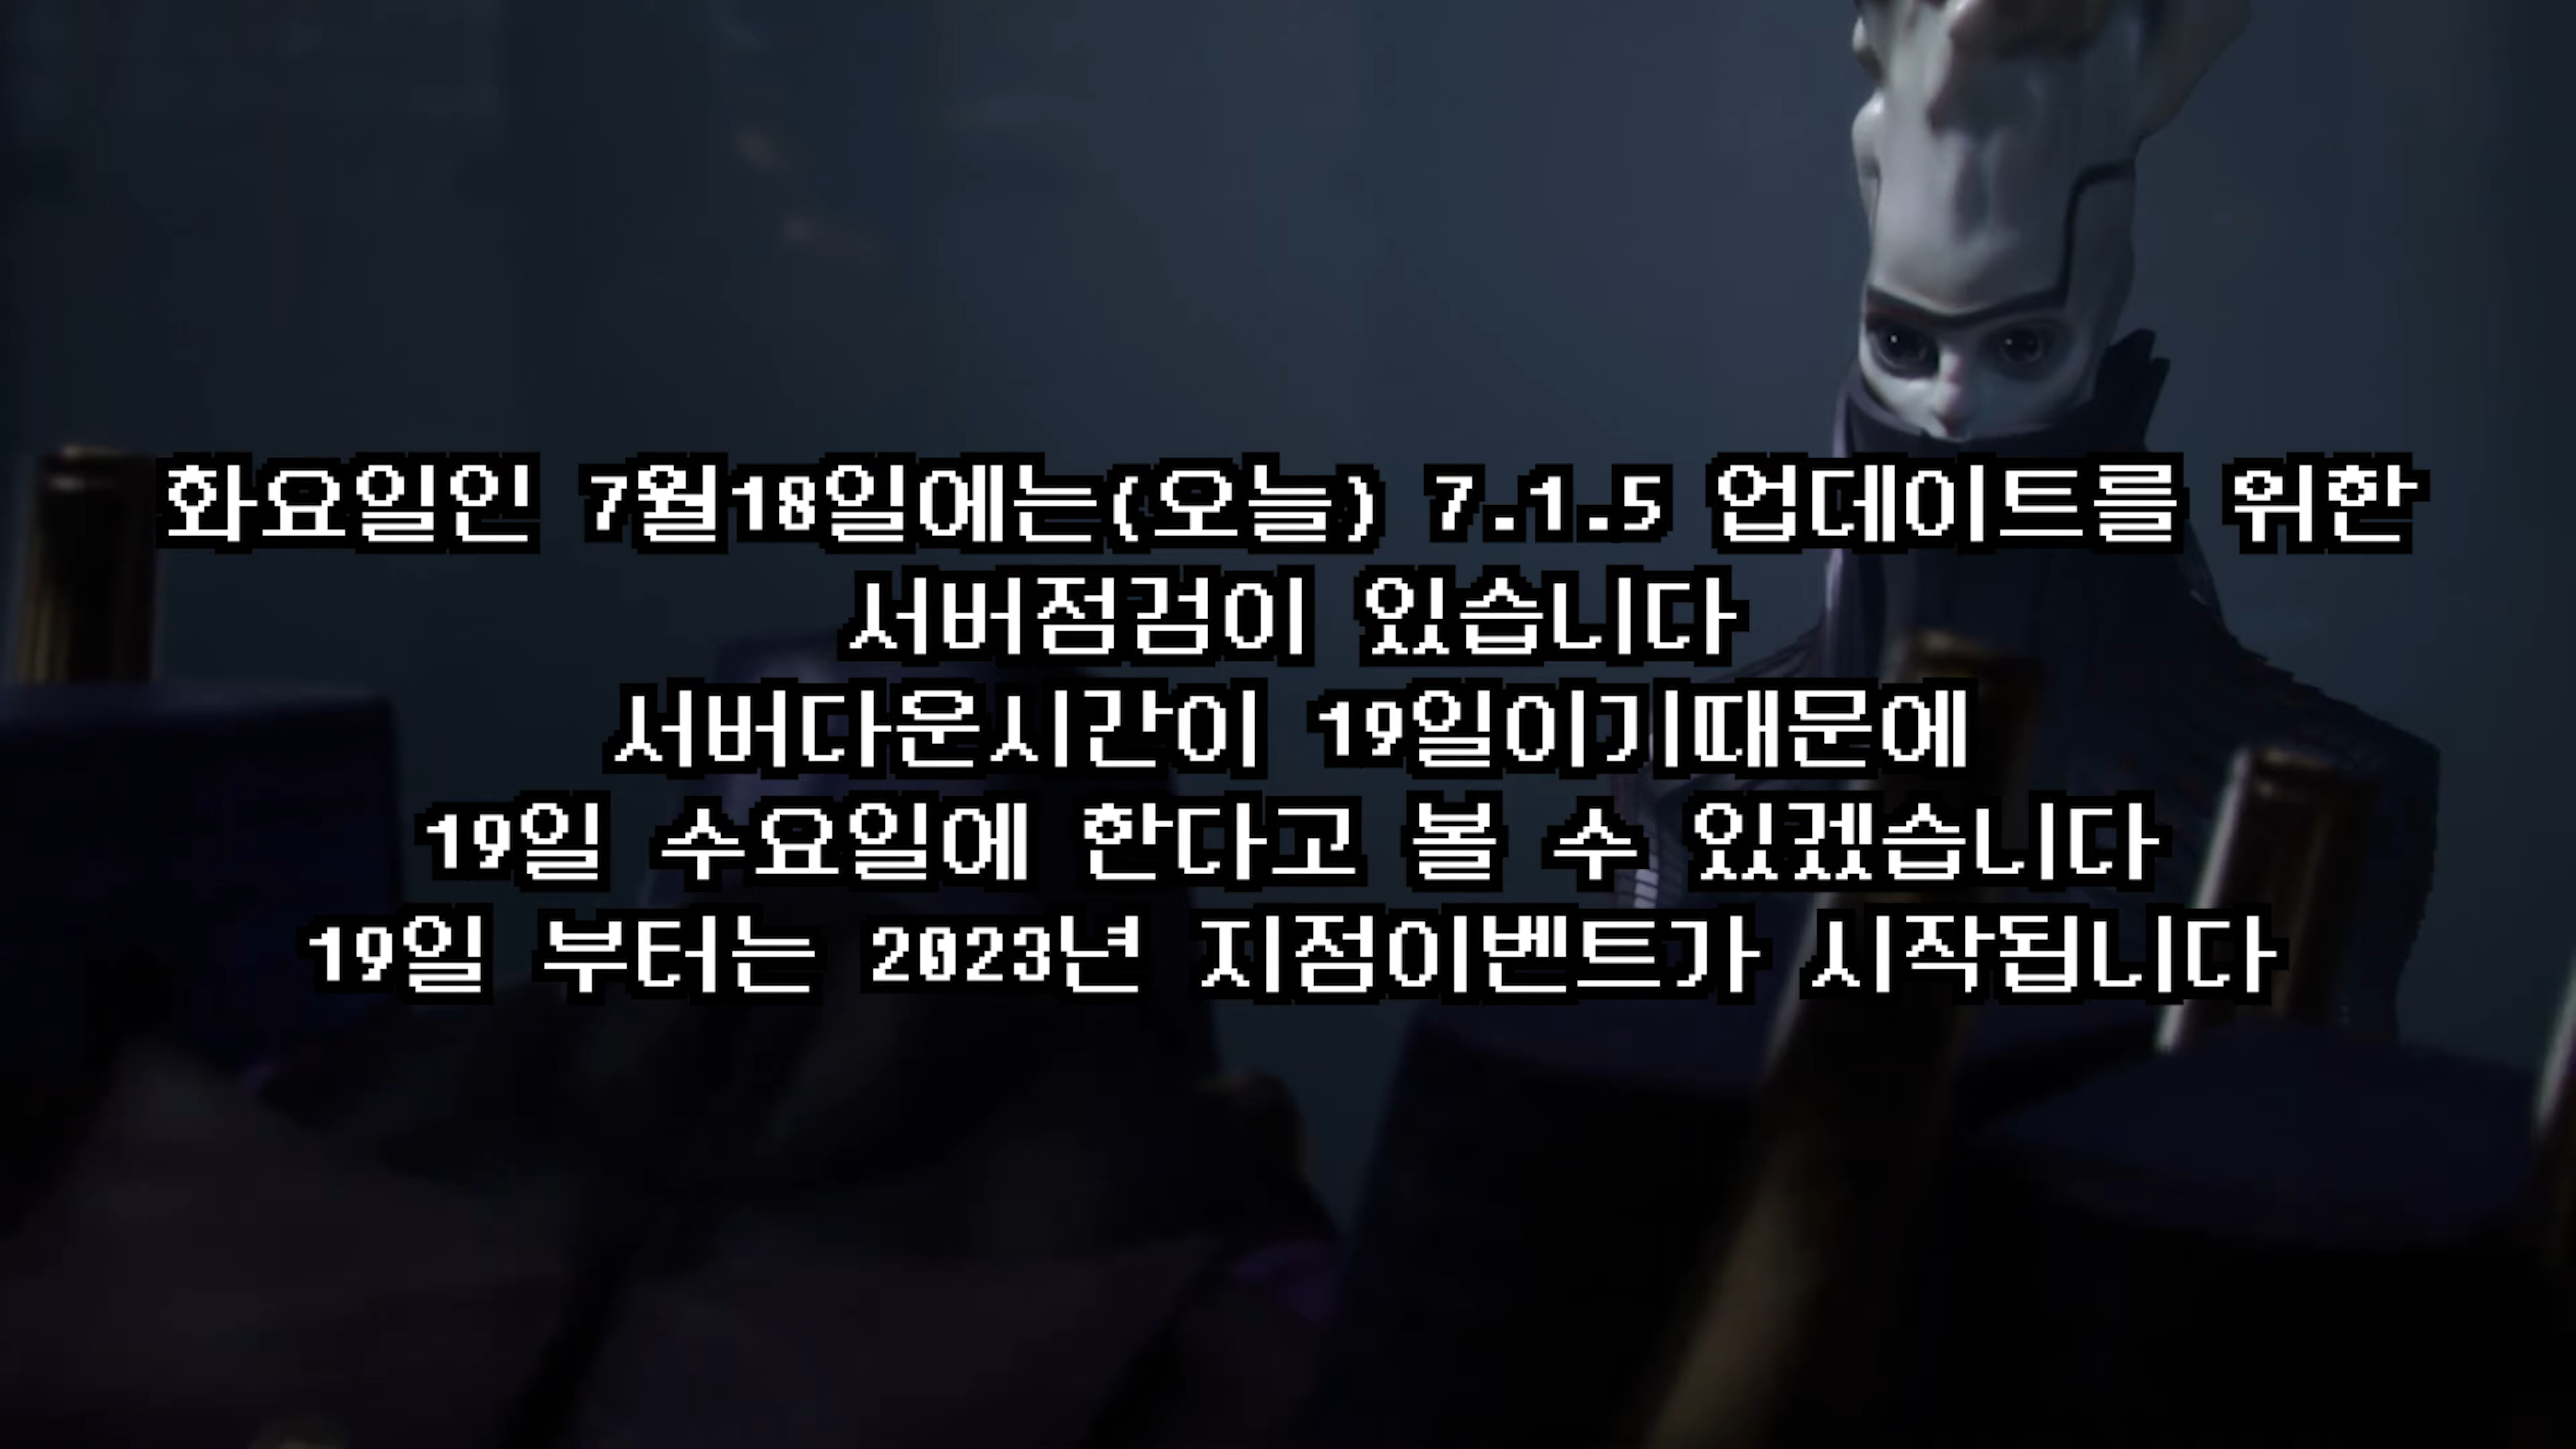 화요일인 7월18일에는(오늘) 7.1.5 업데이트를 위한
서버점검이 있습니다
서버다운시간이 19일이기때문에
19일 수요일에 한다고 볼 수 있겠습니다
19일 부터는 2023년 지점이벤트가 시작됩니다